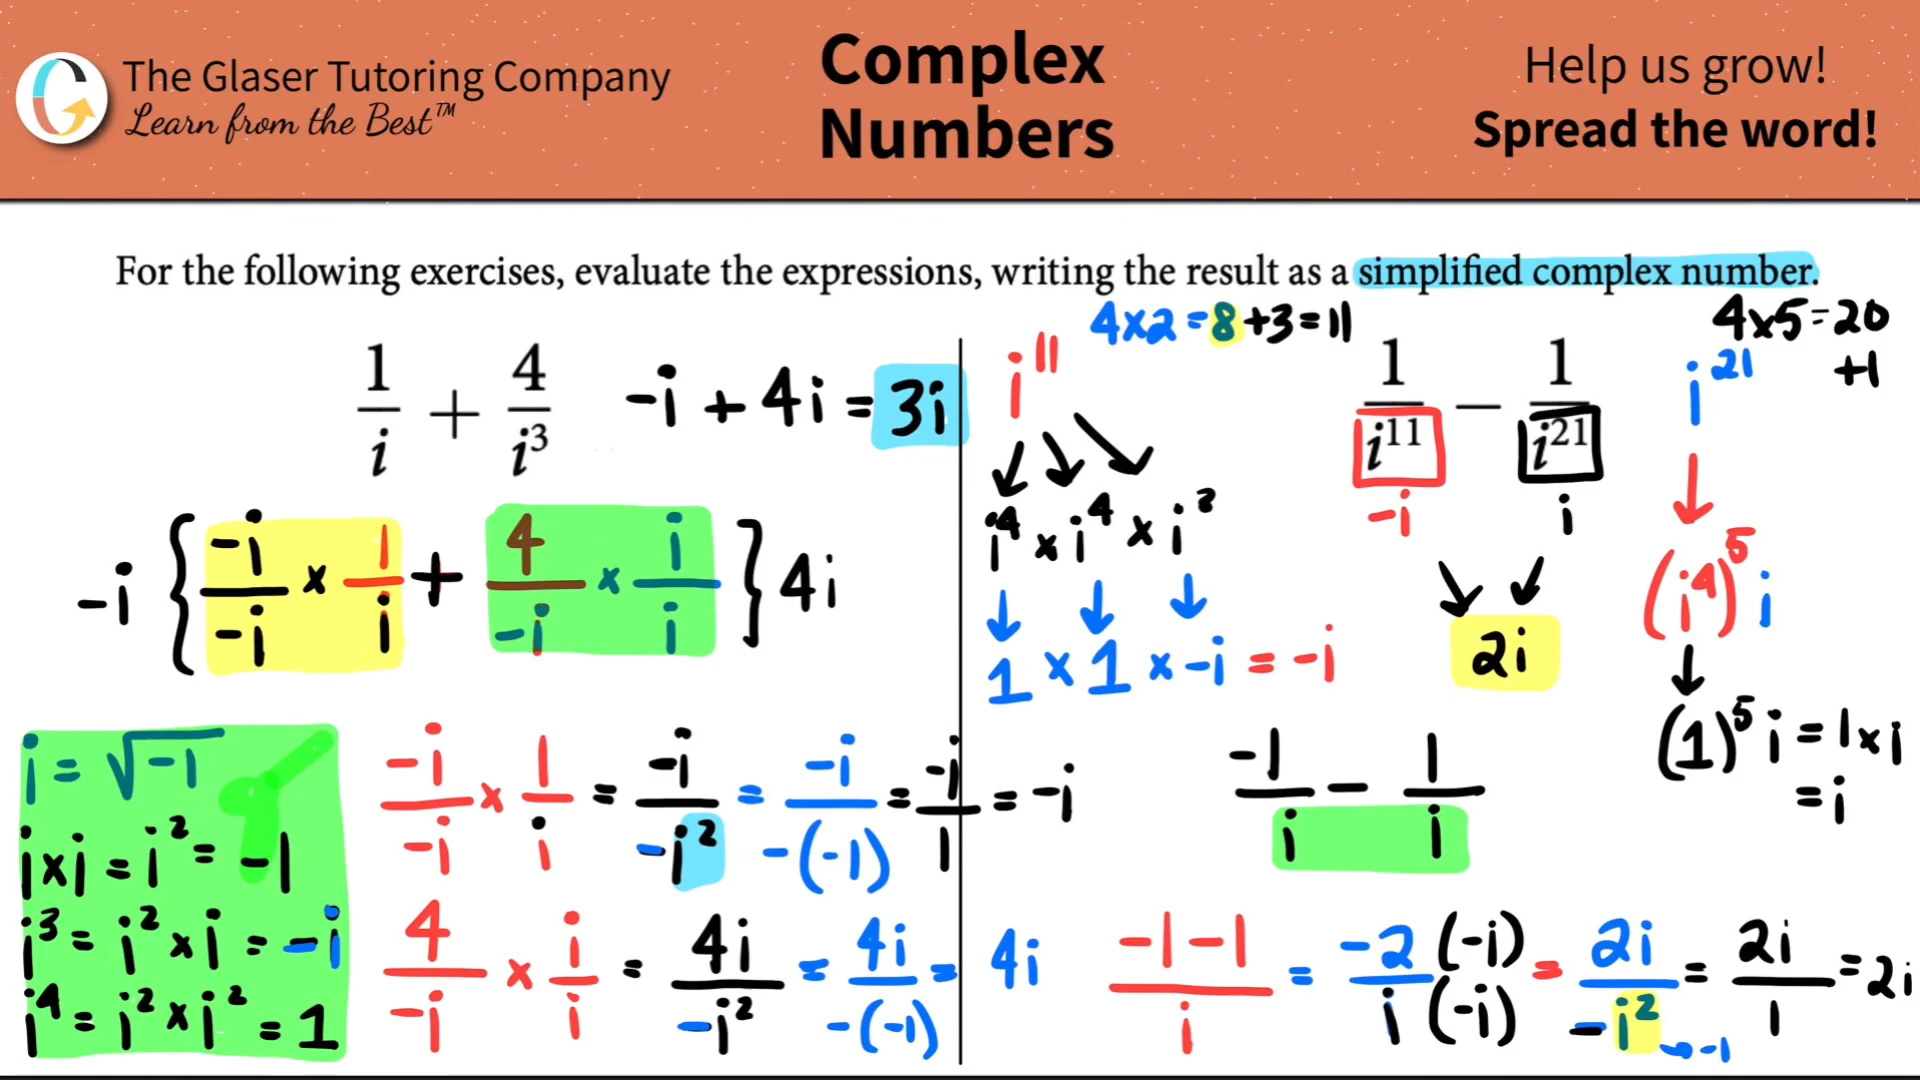 The Glaser Tutoring Company
Learn from the Best™
Complex
Numbers
Help us grow!
Spread the word!
For the following exercises, evaluate the expressions, writing the result as a simplified complex number.
1/i + 4/i³
-i + 4i = 3i
-i { -i/-i × 1/i + 4/-i × i/i } 4i
i = √-1
i×i = i² = -1
i³ = i² × i = -i
i⁴ = i² × i² = 1
-i/-i × 1/i = -i/-i² = -i/-(-1) = -i/1 = -i
4/-i × i/i = 4i/-i² = 4i/-(-1) = 4i
4×2 = 8 + 3 = 11
i¹¹
i⁴ × i⁴ × i³
1 × 1 × -i = -i
1/i¹¹ − 1/i²¹
-i
i
2i
4×5 = 20
+1
i²¹
(i⁴)⁵ i
(1)⁵ i = 1×i
= i
-1/i − 1/i
-1-1/i = -2(-i)/i(-i) = 2i/-i² = 2i/1 = 2i
-1